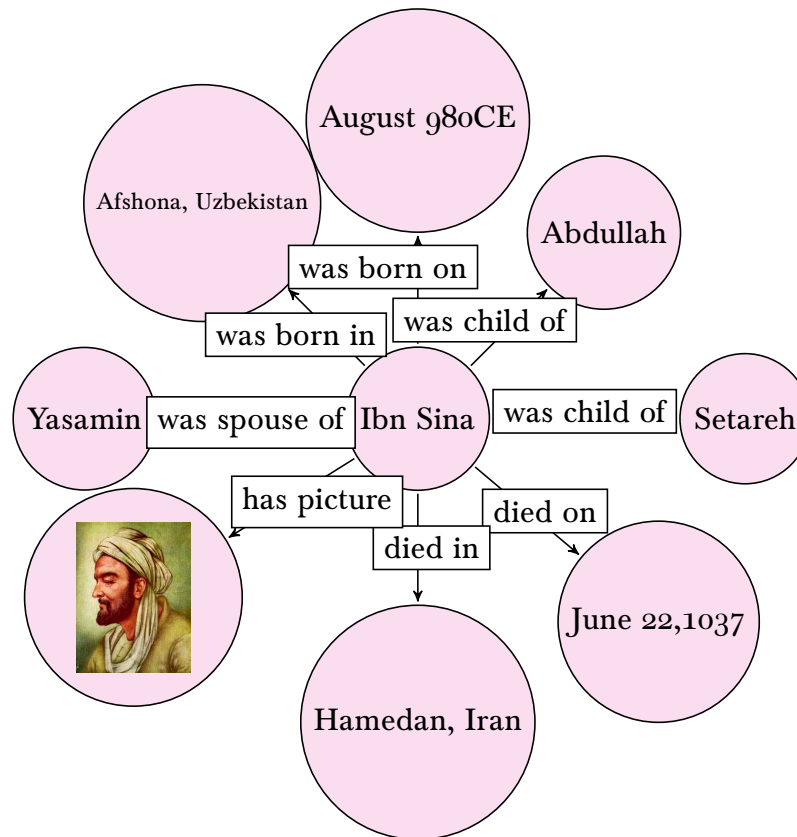 August 980CE
Afshona, Uzbekistan
Abdullah
was born on
was born in
was child of
Yasamin
was spouse of
Ibn Sina
was child of
Setareh
has picture
died on
died in
June 22,1037
Hamedan, Iran